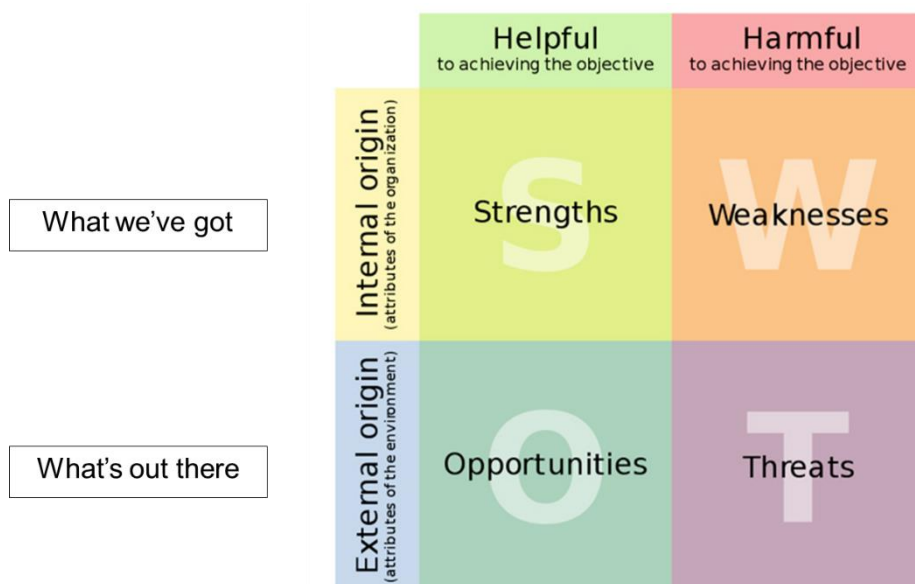 Helpful
to achieving the objective
Harmful
to achieving the objective
What we've got
Internal origin
(attributes of the organization)
S
Strengths
W
Weaknesses
What's out there
External origin
(attributes of the environment)
O
Opportunities
T
Threats